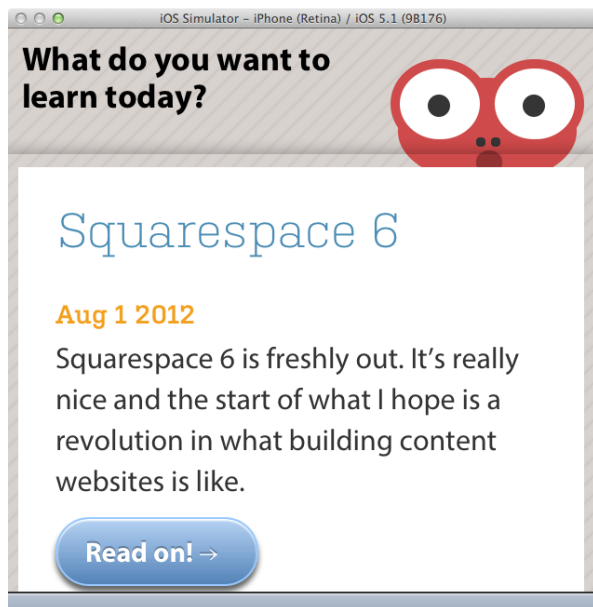 iOS Simulator – iPhone (Retina) / iOS 5.1 (9B176)
What do you want to
learn today?
Squarespace 6
Aug 1 2012
Squarespace 6 is freshly out. It’s really
nice and the start of what I hope is a
revolution in what building content
websites is like.
Read on! →